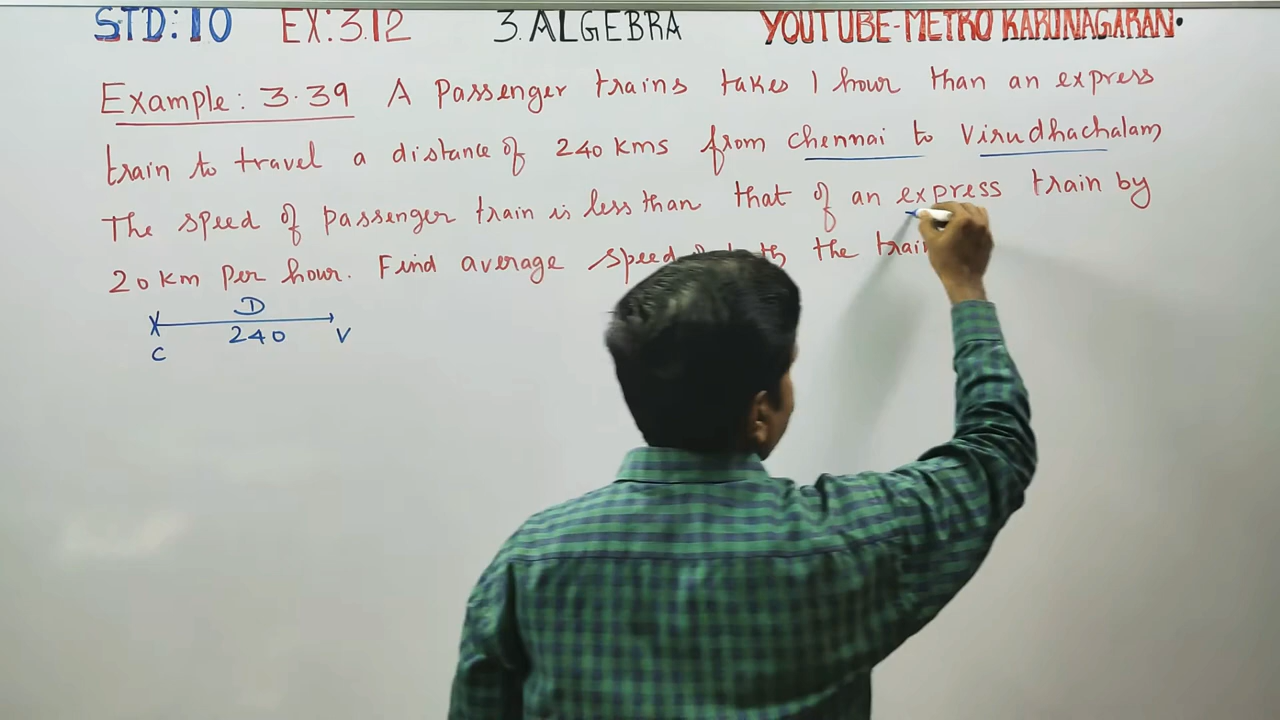 STD:10 EX:3.12 3.ALGEBRA YOUTUBE-METRO KARUNAGARAN.
Example: 3.39 A Passenger trains takes 1 hour than an express
train to travel a distance of 240 kms from chennai to Virudhachalam,
The speed of passenger train is less than that of an express train by
20 km per hour. Find average speed the train
D
240
C V